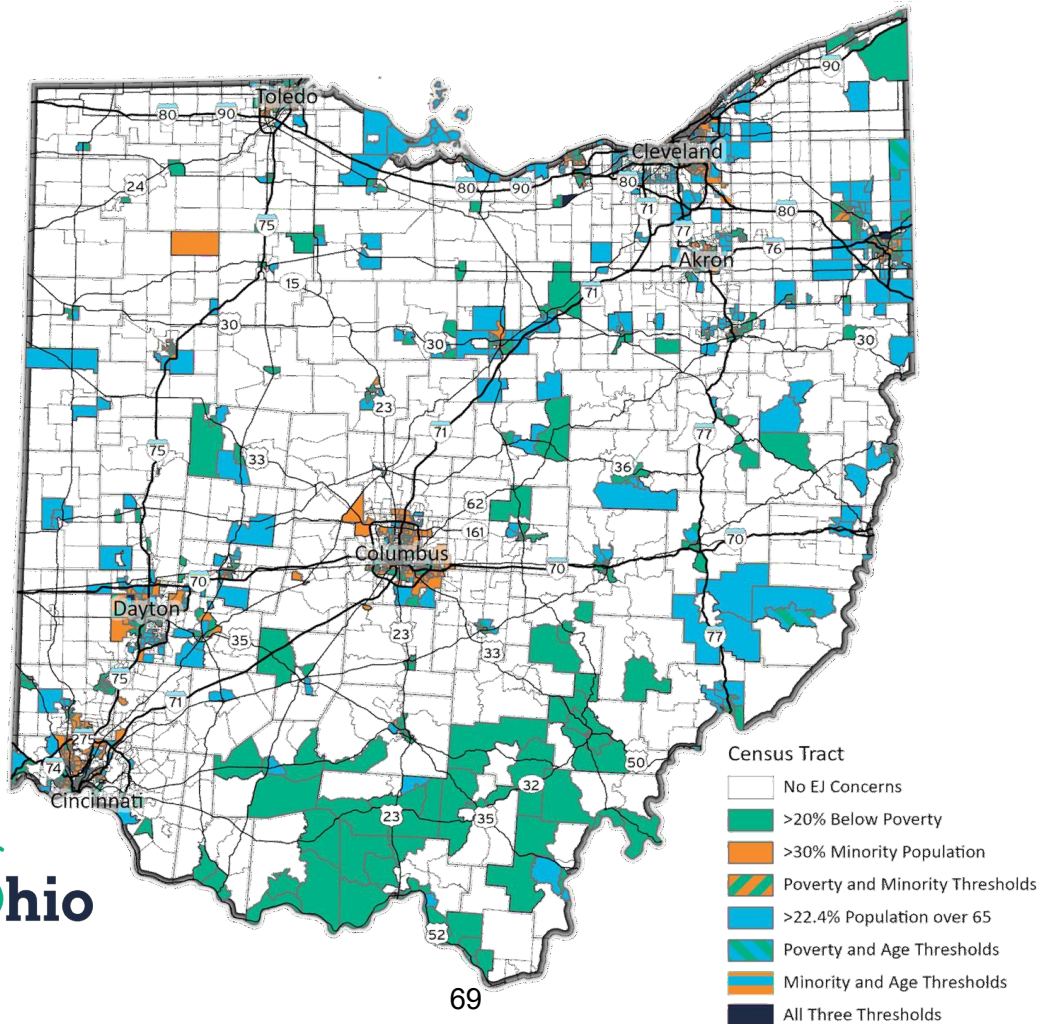 90
Toledo
80
90
Cleveland
24
80
90
80
71
80
77
75
76
Akron
15
71
30
30
30
23
71
77
75
33
36
62
161
70
Columbus
70
70
Dayton
35
23
33
77
75
71
275
74
50
Cincinnati
32
23
35
52
hio
69
Census Tract
No EJ Concerns
>20% Below Poverty
>30% Minority Population
Poverty and Minority Thresholds
>22.4% Population over 65
Poverty and Age Thresholds
Minority and Age Thresholds
All Three Thresholds